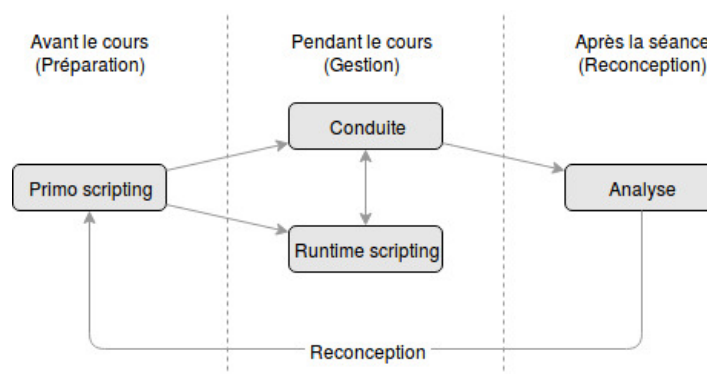 Avant le cours
(Préparation)
Pendant le cours
(Gestion)
Après la séance
(Reconception)
Conduite
Primo scripting
Analyse
Runtime scripting
Reconception